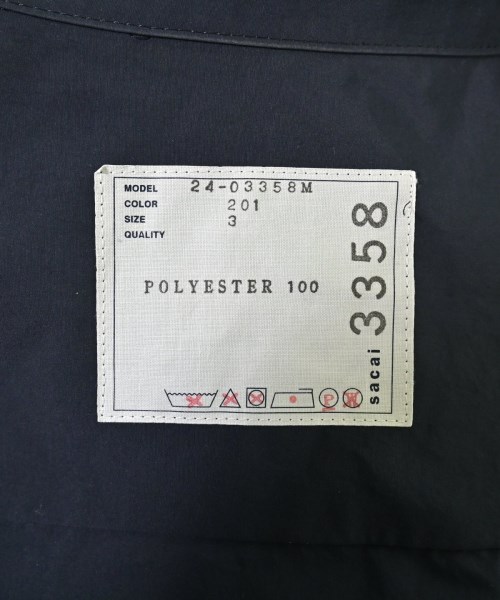 MODEL 24-03358M
COLOR 201
SIZE 3
QUALITY
POLYESTER 100
P W
sacai 3358